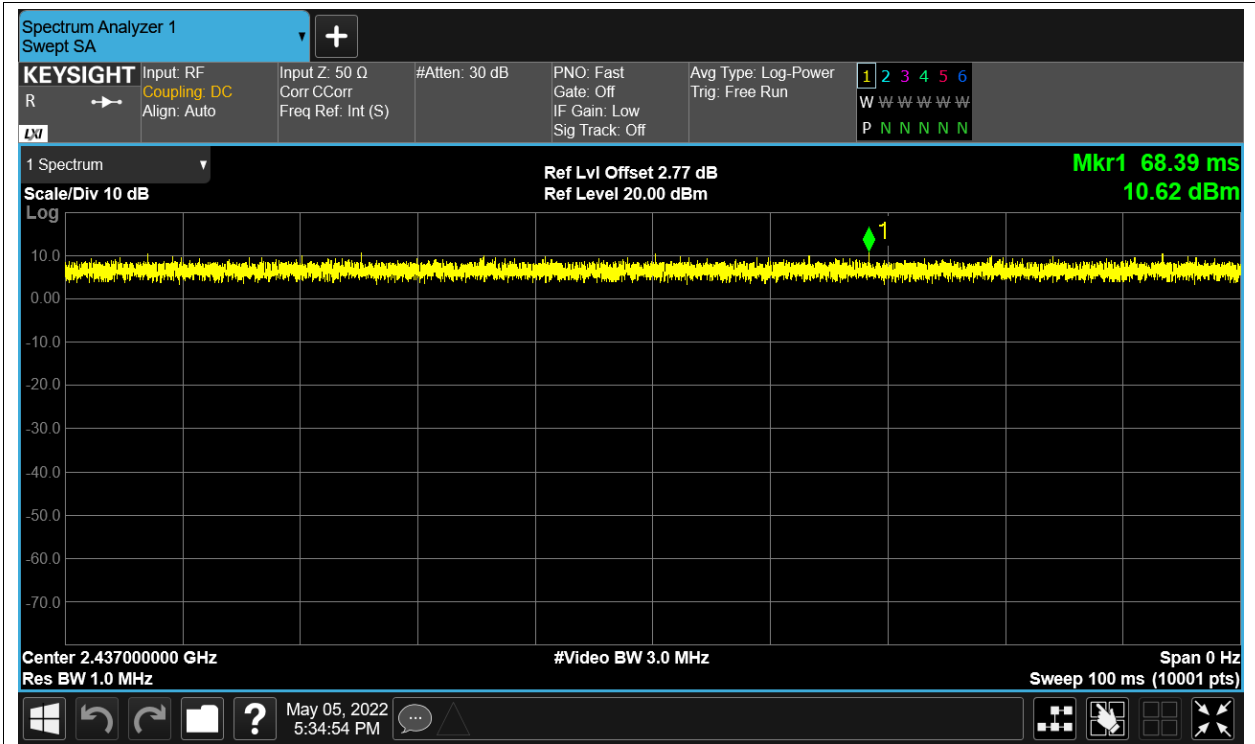 Spectrum Analyzer 1
Swept SA
KEYSIGHT
R
LXI
Input: RF
Coupling: DC
Align: Auto
Input Z: 50 Ω
Corr CCorr
Freq Ref: Int (S)
#Atten: 30 dB
PNO: Fast
Gate: Off
IF Gain: Low
Sig Track: Off
Avg Type: Log-Power
Trig: Free Run
1 2 3 4 5 6
W W W W W W
P N N N N N
1 Spectrum
Scale/Div 10 dB
Log
Ref Lvl Offset 2.77 dB
Ref Level 20.00 dBm
Mkr1 68.39 ms
10.62 dBm
1
10.0
0.00
-10.0
-20.0
-30.0
-40.0
-50.0
-60.0
-70.0
Center 2.437000000 GHz
Res BW 1.0 MHz
#Video BW 3.0 MHz
Span 0 Hz
Sweep 100 ms (10001 pts)
?
May 05, 2022
5:34:54 PM